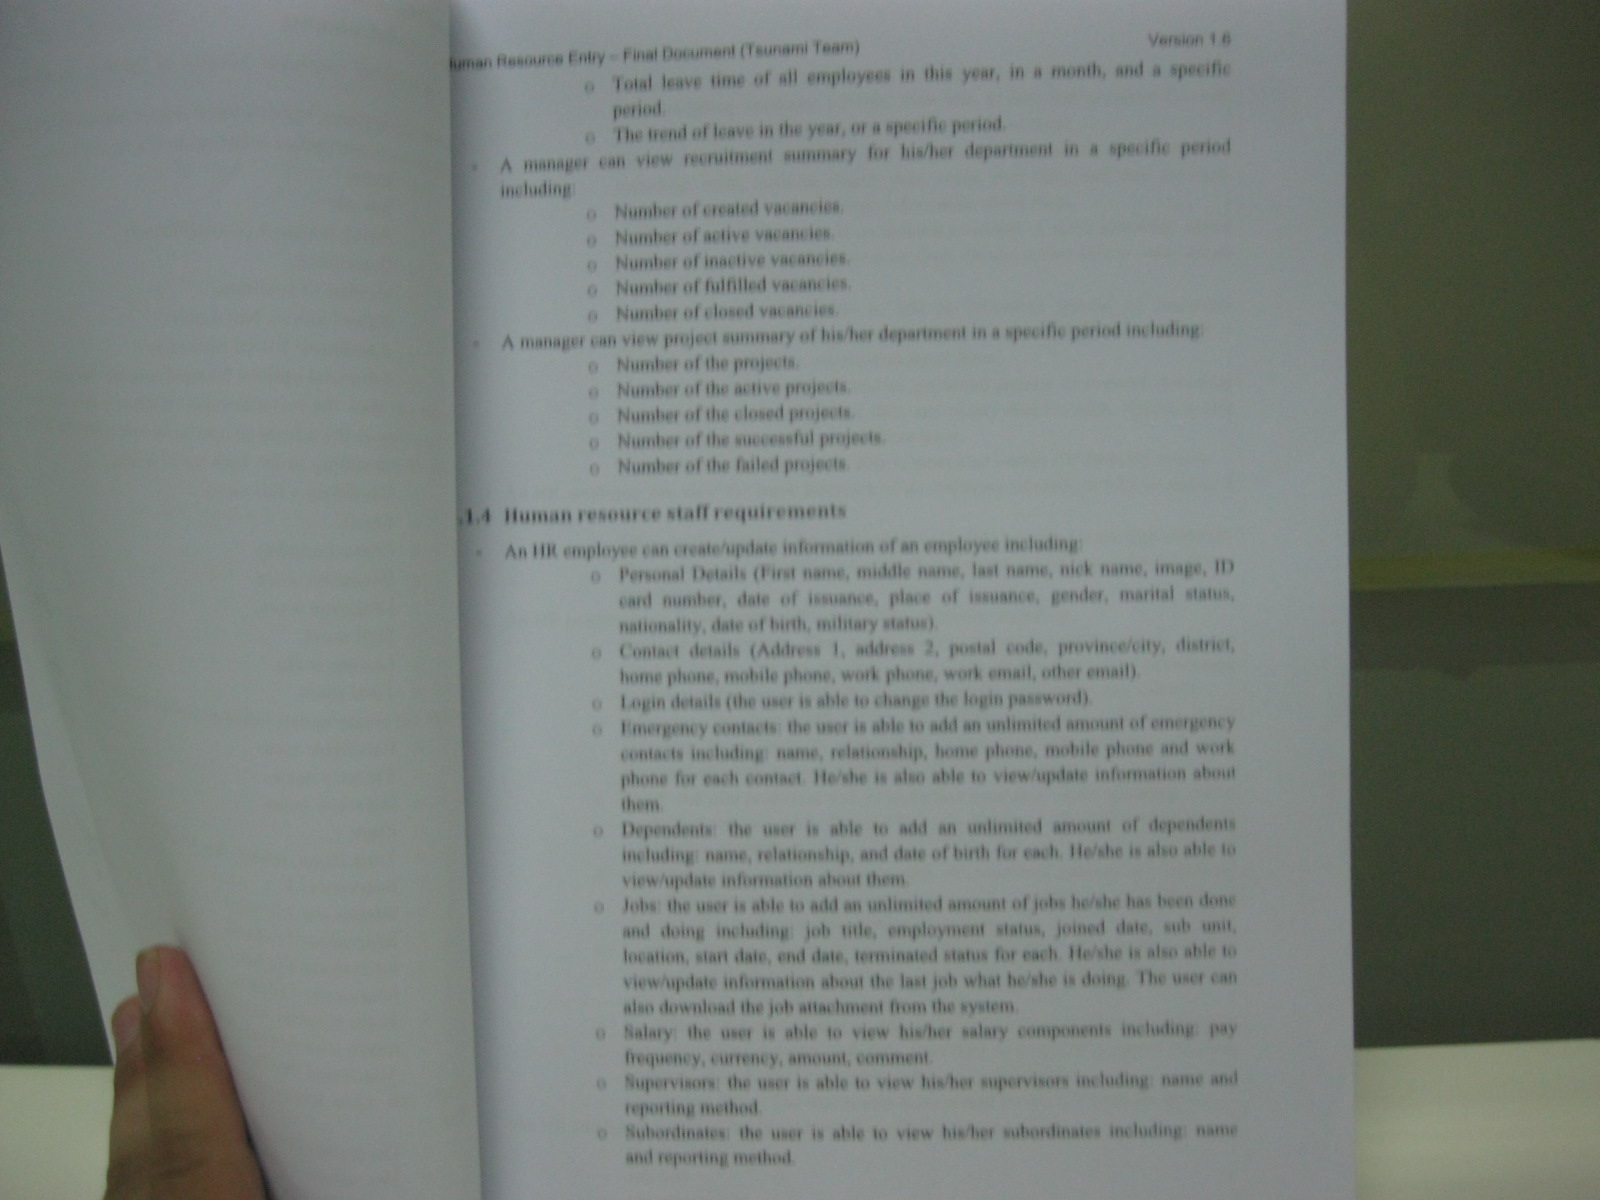 Human Resource Entry – Final Document (Tsunami Team) Version 1.6
o Total leave time of all employees in this year, in a month, and a specific
period.
o The trend of leave in the year, or a specific period.
- A manager can view recruitment summary for his/her department in a specific period
including:
o Number of created vacancies.
o Number of active vacancies.
o Number of inactive vacancies.
o Number of fulfilled vacancies.
o Number of closed vacancies.
- A manager can view project summary of his/her department in a specific period including:
o Number of the projects.
o Number of the active projects.
o Number of the closed projects.
o Number of the successful projects.
o Number of the failed projects.
.1.4 Human resource staff requirements
- An HR employee can create/update information of an employee including:
o Personal Details (First name, middle name, last name, nick name, image, ID
card number, date of issuance, place of issuance, gender, marital status,
nationality, date of birth, military status).
o Contact details (Address 1, address 2, postal code, province/city, district,
home phone, mobile phone, work phone, work email, other email).
o Login details (the user is able to change the login password).
o Emergency contacts: the user is able to add an unlimited amount of emergency
contacts including: name, relationship, home phone, mobile phone and work
phone for each contact. He/she is also able to view/update information about
them.
o Dependents: the user is able to add an unlimited amount of dependents
including: name, relationship, and date of birth for each. He/she is also able to
view/update information about them.
o Jobs: the user is able to add an unlimited amount of jobs he/she has been done
and doing including: job title, employment status, joined date, sub unit,
location, start date, end date, terminated status for each. He/she is also able to
view/update information about the last job what he/she is doing. The user can
also download the job attachment from the system.
o Salary: the user is able to view his/her salary components including: pay
frequency, currency, amount, comment.
o Supervisors: the user is able to view his/her supervisors including: name and
reporting method.
o Subordinates: the user is able to view his/her subordinates including: name
and reporting method.